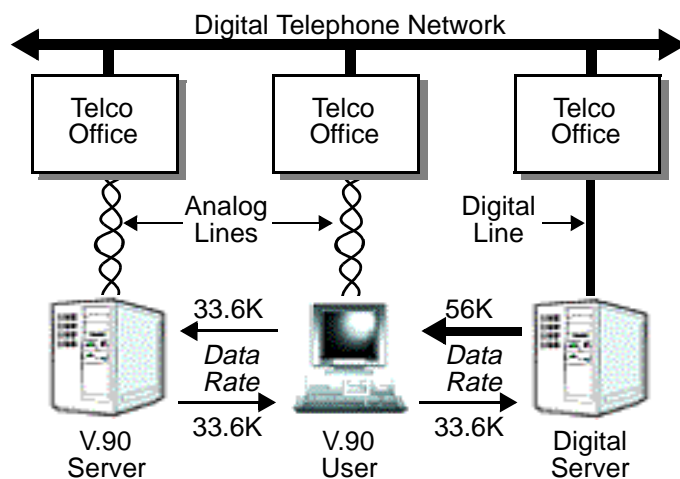 Digital Telephone Network
Telco
Office
Telco
Office
Telco
Office
Analog
Lines
Digital
Line
33.6K
Data
Rate
33.6K
56K
Data
Rate
33.6K
V.90
Server
V.90
User
Digital
Server